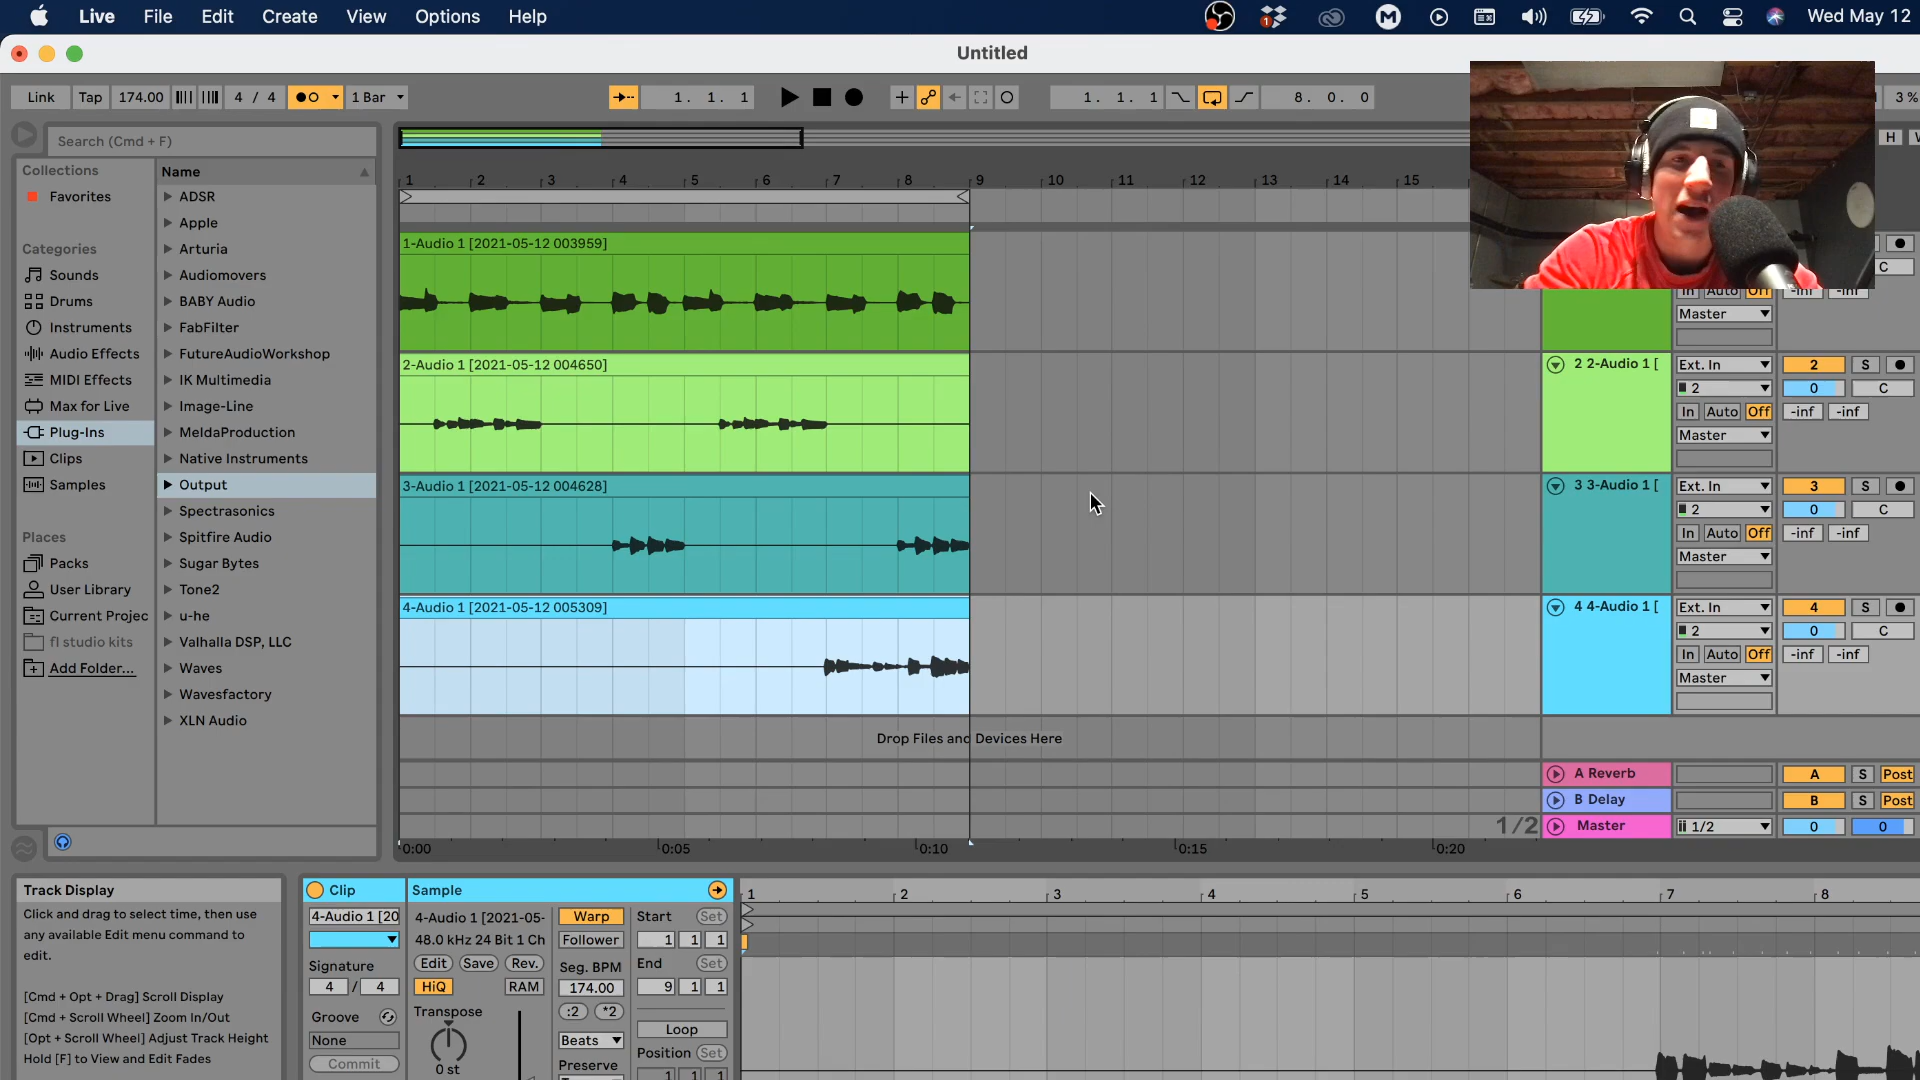 Live File Edit Create View Options Help
1
M
Wed May 12
Untitled
Link Tap 174.00 4 / 4 1 Bar
1. 1. 1
1. 1. 1
8. 0. 0
3 %
Search (Cmd + F)
H
Collections
Favorites
Categories
Sounds
Drums
Instruments
Audio Effects
MIDI Effects
Max for Live
Plug-Ins
Clips
Samples
Places
Packs
User Library
Current Projec
fl studio kits
Add Folder...
Name
ADSR
Apple
Arturia
Audiomovers
BABY Audio
FabFilter
FutureAudioWorkshop
IK Multimedia
Image-Line
MeldaProduction
Native Instruments
Output
Spectrasonics
Spitfire Audio
Sugar Bytes
Tone2
u-he
Valhalla DSP, LLC
Waves
Wavesfactory
XLN Audio
1 2 3 4 5 6 7 8 9 10 11 12 13 14 15
1-Audio 1 [2021-05-12 003959]
2-Audio 1 [2021-05-12 004650]
3-Audio 1 [2021-05-12 004628]
4-Audio 1 [2021-05-12 005309]
Drop Files and Devices Here
1/2
0:00 0:05 0:10 0:15 0:20
C
In Auto Off -inf -inf
Master
2 2-Audio 1 [ Ext. In 2 S
2 0 C
In Auto Off -inf -inf
Master
3 3-Audio 1 [ Ext. In 3 S
2 0 C
In Auto Off -inf -inf
Master
4 4-Audio 1 [ Ext. In 4 S
2 0 C
In Auto Off -inf -inf
Master
A Reverb A S Post
B Delay B S Post
Master 1/2 0 0
Track Display
Click and drag to select time, then use
any available Edit menu command to
edit.
[Cmd + Opt + Drag] Scroll Display
[Cmd + Scroll Wheel] Zoom In/Out
[Opt + Scroll Wheel] Adjust Track Height
Hold [F] to View and Edit Fades
Clip
4-Audio 1 [20
Signature
4 / 4
Groove
None
Commit
Sample
4-Audio 1 [2021-05-
48.0 kHz 24 Bit 1 Ch
Edit Save Rev.
HiQ RAM
Transpose
0 st
Warp
Follower
Seg. BPM
174.00
:2 *2
Beats
Preserve
Start Set
1 1 1
End Set
9 1 1
Loop
Position Set
1 1 1
1 2 3 4 5 6 7 8